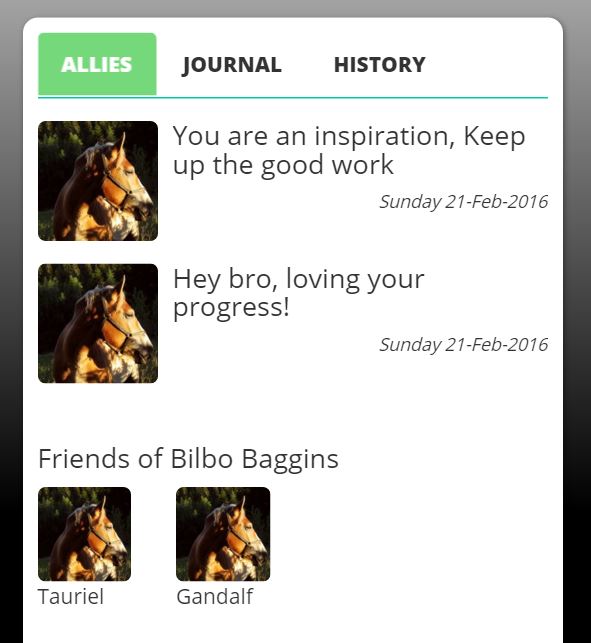 ALLIES JOURNAL HISTORY
You are an inspiration, Keep
up the good work
Sunday 21-Feb-2016
Hey bro, loving your
progress!
Sunday 21-Feb-2016
Friends of Bilbo Baggins
Tauriel Gandalf